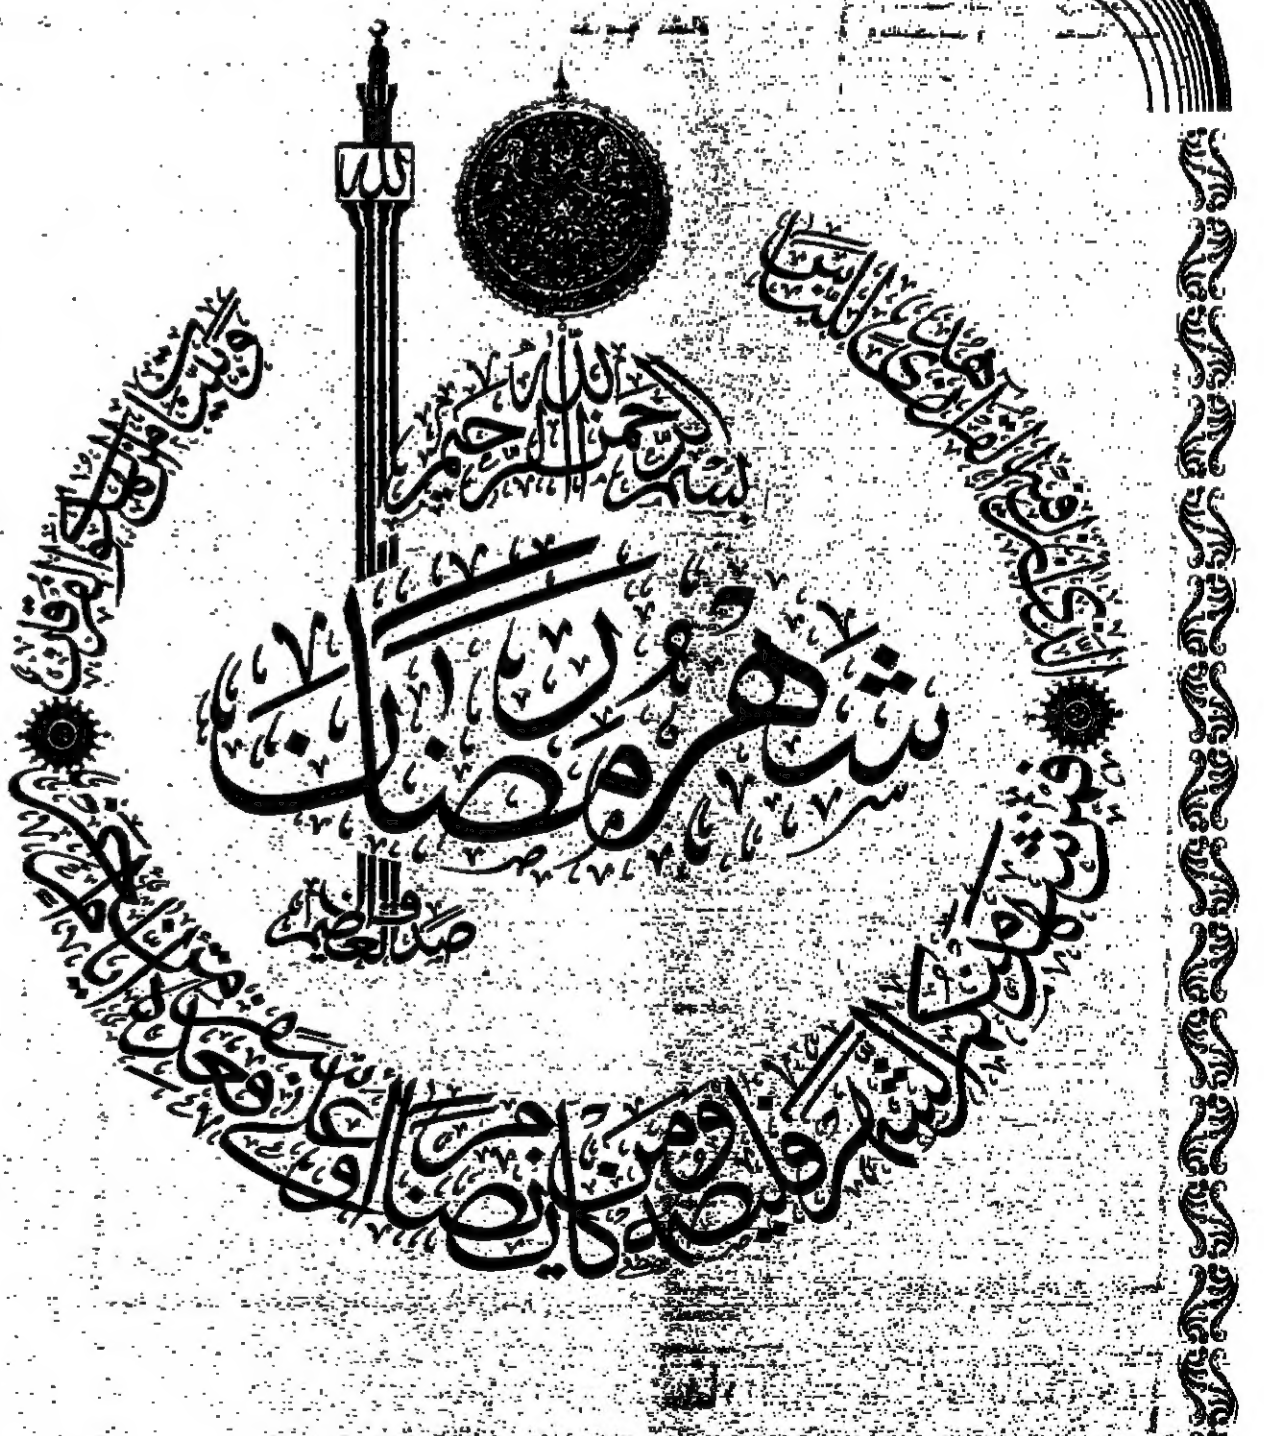 الله
بسم الله الرحمن الرحيم
شهر رمضان
الذي أنزل فيه القرآن هدى للناس
وبينات من الهدى والفرقان
فمن شهد منكم الشهر فليصمه ومن كان مريضا أو على سفر فعدة من أيام أخر
صدق الله العظيم